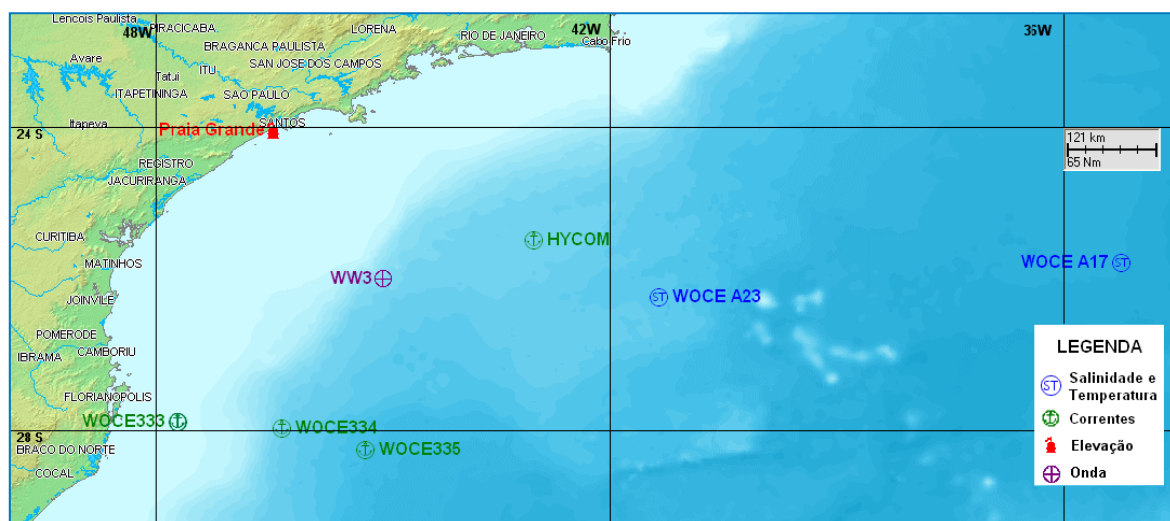 Lencois Paulista
48W
PIRACICABA
LORENA
RIO DE JANEIRO
42W
Cabo Frio
36W
BRAGANCA PAULISTA
Avare
ITU
SAN JOSE DOS CAMPOS
Tatui
ITAPETININGA
SAO PAULO
Itapeva
SANTOS
24 S
Praia Grande
121 km
65 Nm
REGISTRO
JACURIRANGA
CURITIBA
HYCOM
MATINHOS
WOCE A17
ST
WW3
JOINVILE
ST
WOCE A23
POMERODE
IBRAMA
CAMBORIU
FLORIANOPOLIS
WOCE333
28 S
WOCE334
BRACO DO NORTE
WOCE335
COCAL
LEGENDA
ST
Salinidade e
Temperatura
Correntes
Elevação
Onda